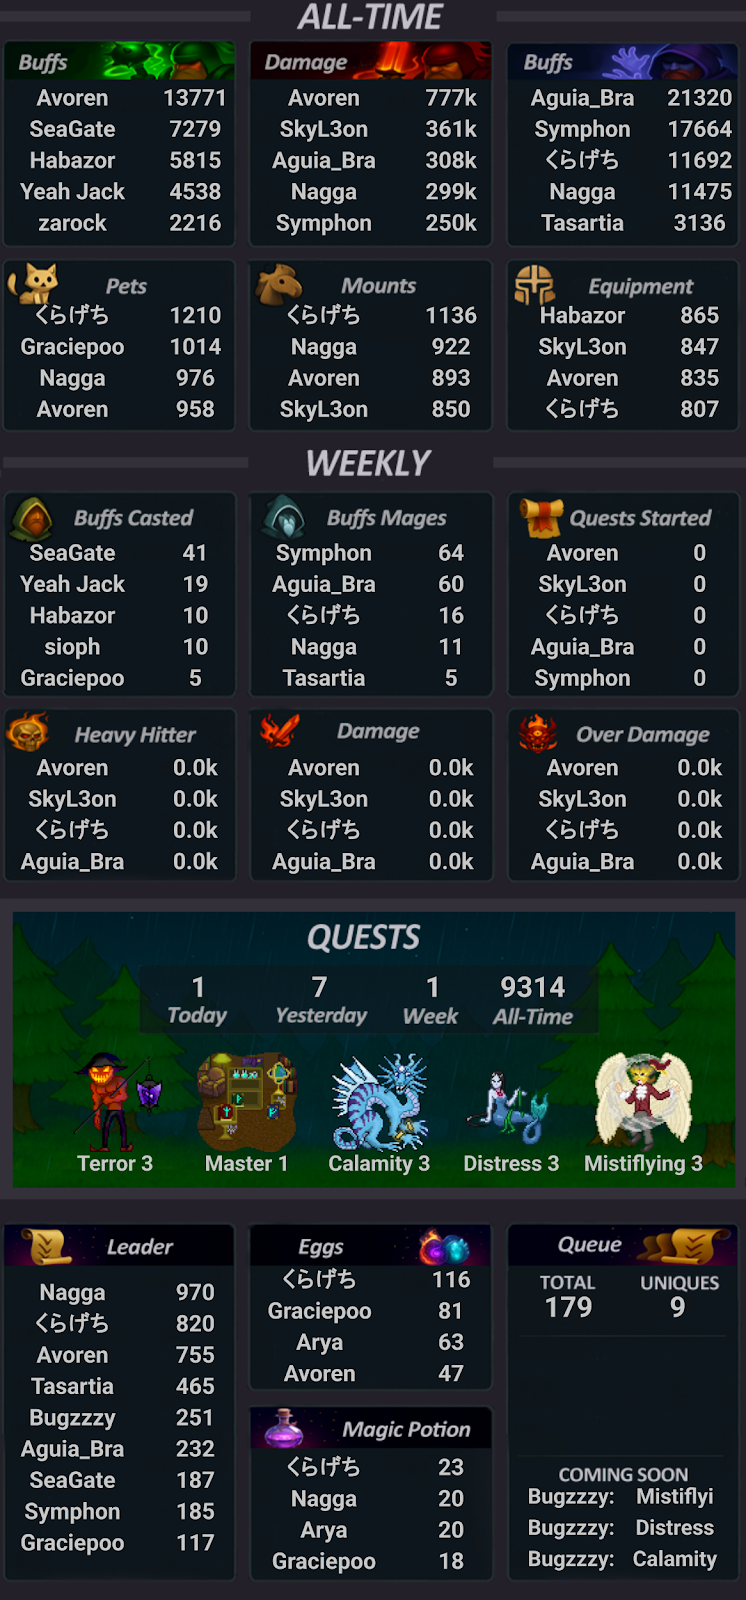 ALL-TIME
Buffs
Avoren 13771
SeaGate 7279
Habazor 5815
Yeah Jack 4538
zarock 2216
Damage
Avoren 777k
SkyL3on 361k
Aguia_Bra 308k
Nagga 299k
Symphon 250k
Buffs
Aguia_Bra 21320
Symphon 17664
くらげち 11692
Nagga 11475
Tasartia 3136
Pets
くらげち 1210
Graciepoo 1014
Nagga 976
Avoren 958
Mounts
くらげち 1136
Nagga 922
Avoren 893
SkyL3on 850
Equipment
Habazor 865
SkyL3on 847
Avoren 835
くらげち 807
WEEKLY
Buffs Casted
SeaGate 41
Yeah Jack 19
Habazor 10
sioph 10
Graciepoo 5
Buffs Mages
Symphon 64
Aguia_Bra 60
くらげち 16
Nagga 11
Tasartia 5
Quests Started
Avoren 0
SkyL3on 0
くらげち 0
Aguia_Bra 0
Symphon 0
Heavy Hitter
Avoren 0.0k
SkyL3on 0.0k
くらげち 0.0k
Aguia_Bra 0.0k
Damage
Avoren 0.0k
SkyL3on 0.0k
くらげち 0.0k
Aguia_Bra 0.0k
Over Damage
Avoren 0.0k
SkyL3on 0.0k
くらげち 0.0k
Aguia_Bra 0.0k
QUESTS
1 7 1 9314
Today Yesterday Week All-Time
Terror 3 Master 1 Calamity 3 Distress 3 Mistiflying 3
Leader
Nagga 970
くらげち 820
Avoren 755
Tasartia 465
Bugzzzy 251
Aguia_Bra 232
SeaGate 187
Symphon 185
Graciepoo 117
Eggs
くらげち 116
Graciepoo 81
Arya 63
Avoren 47
Magic Potion
くらげち 23
Nagga 20
Arya 20
Graciepoo 18
Queue
TOTAL UNIQUES
179 9
COMING SOON
Bugzzzy: Mistiflyi
Bugzzzy: Distress
Bugzzzy: Calamity